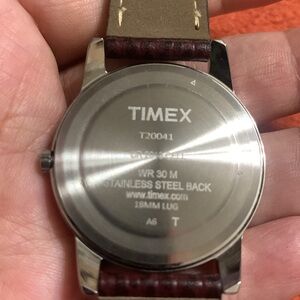 TIMEX
T20041
WR 30 M
STAINLESS STEEL BACK
www.timex.com
18MM LUG
A6 T